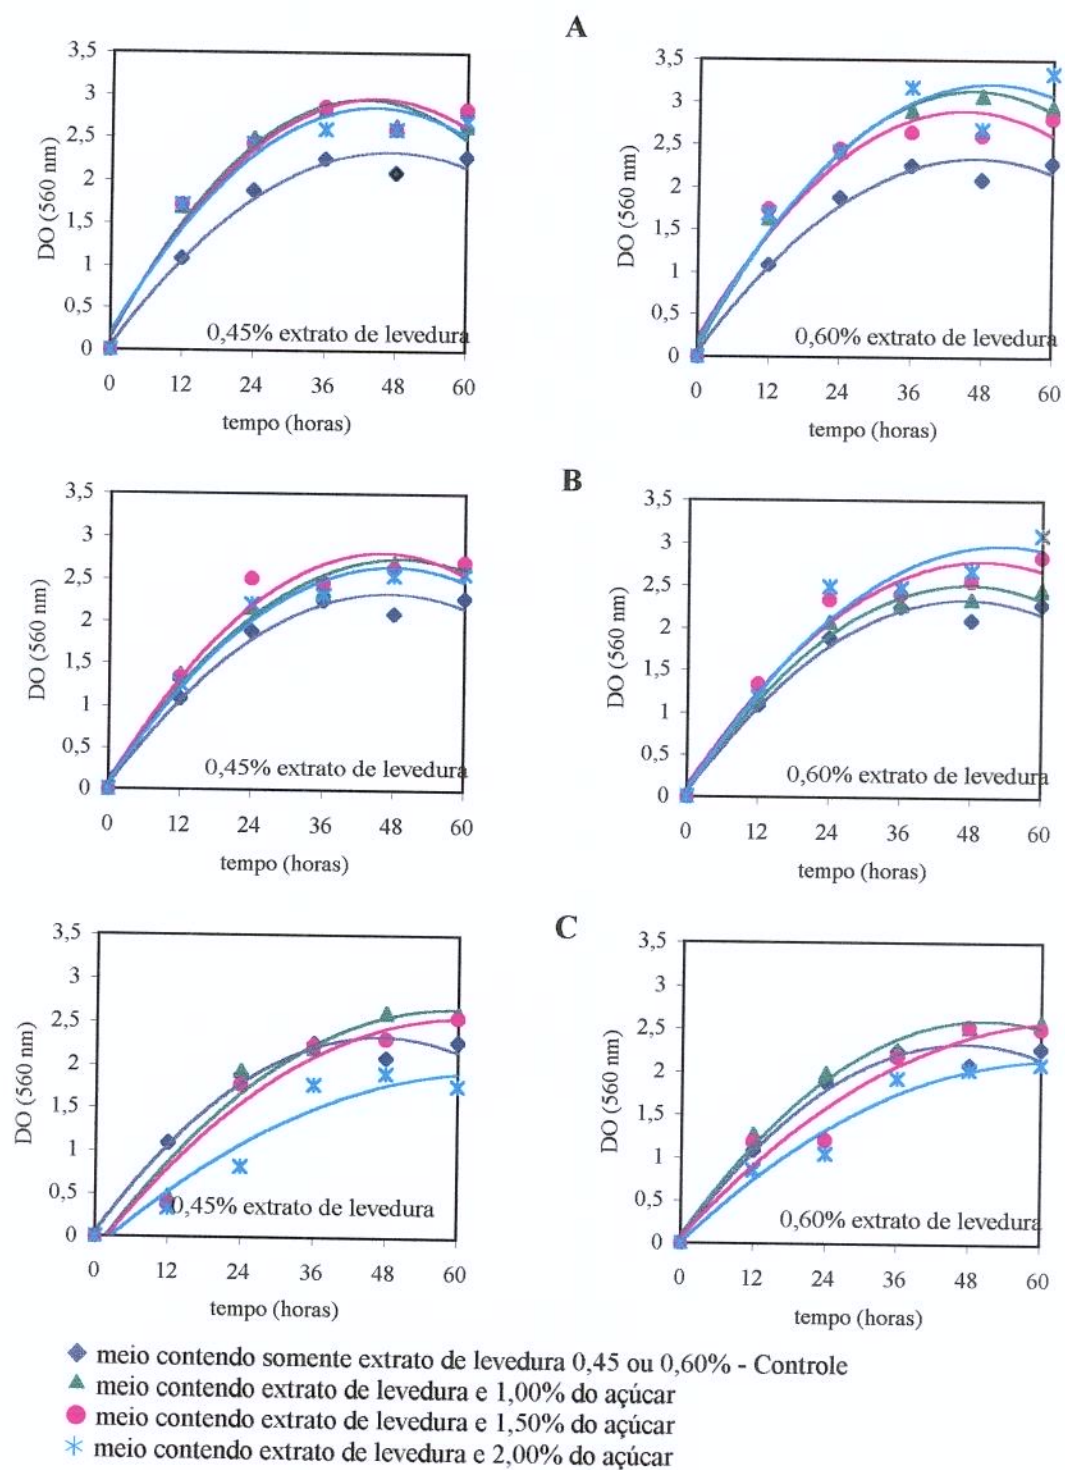 A
3,5
3
2,5
2
1,5
1
0,5
0
DO (560 nm)
0,45% extrato de levedura
0 12 24 36 48 60
tempo (horas)
3,5
3
2,5
2
1,5
1
0,5
0
DO (560 nm)
0,60% extrato de levedura
0 12 24 36 48 60
tempo (horas)
B
3,5
3
2,5
2
1,5
1
0,5
0
DO (560 nm)
0,45% extrato de levedura
0 12 24 36 48 60
tempo (horas)
3,5
3
2,5
2
1,5
1
0,5
0
DO (560 nm)
0,60% extrato de levedura
0 12 24 36 48 60
tempo (horas)
C
3,5
3
2,5
2
1,5
1
0,5
0
DO (560 nm)
0,45% extrato de levedura
0 12 24 36 48 60
tempo (horas)
3,5
3
2,5
2
1,5
1
0,5
0
DO (560 nm)
0,60% extrato de levedura
0 12 24 36 48 60
tempo (horas)
meio contendo somente extrato de levedura 0,45 ou 0,60% - Controle
meio contendo extrato de levedura e 1,00% do açúcar
meio contendo extrato de levedura e 1,50% do açúcar
meio contendo extrato de levedura e 2,00% do açúcar